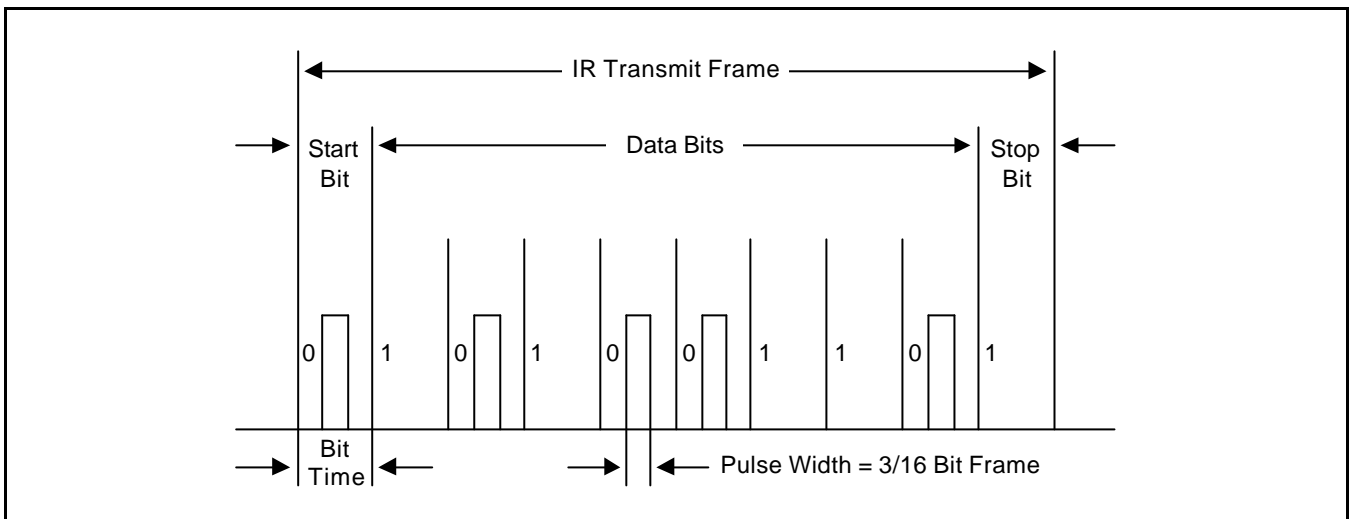 IR Transmit Frame
Start
Bit
Data Bits
Stop
Bit
0 1 0 1 0 0 1 1 0 1
Bit
Time
Pulse Width = 3/16 Bit Frame